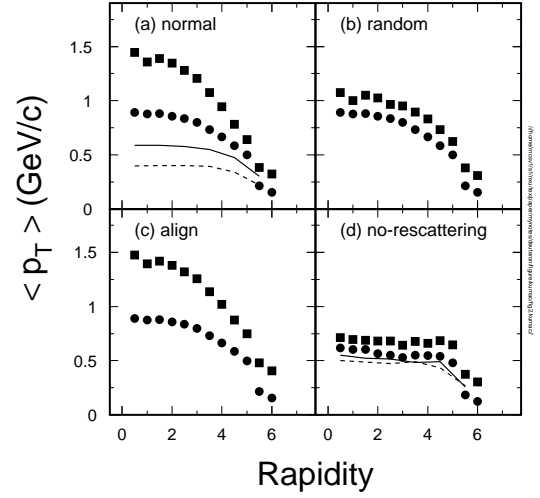 (a) normal
(b) random
1.5
1
0.5
0
(c) align
(d) no-rescattering
1.5
1
0.5
0
0 2 4 6
0 2 4 6
< p_T > (GeV/c)
Rapidity